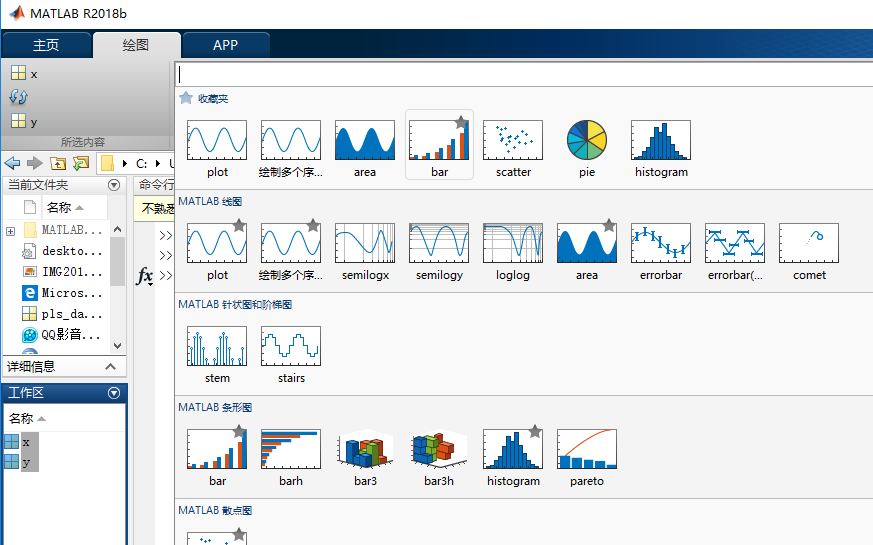 MATLAB R2018b
主页 绘图 APP
x
y
所选内容
C:
当前文件夹
名称
MATLAB...
deskto...
IMG201...
Micros...
pls_da...
QQ影音...
详细信息
工作区
名称
x
y
命令行
不熟悉
>>
>>
fx >>
收藏夹
plot 绘制多个序... area bar scatter pie histogram
MATLAB 线图
plot 绘制多个序... semilogx semilogy loglog area errorbar errorbar(... comet
MATLAB 针状图和阶梯图
stem stairs
MATLAB 条形图
bar barh bar3 bar3h histogram pareto
MATLAB 散点图